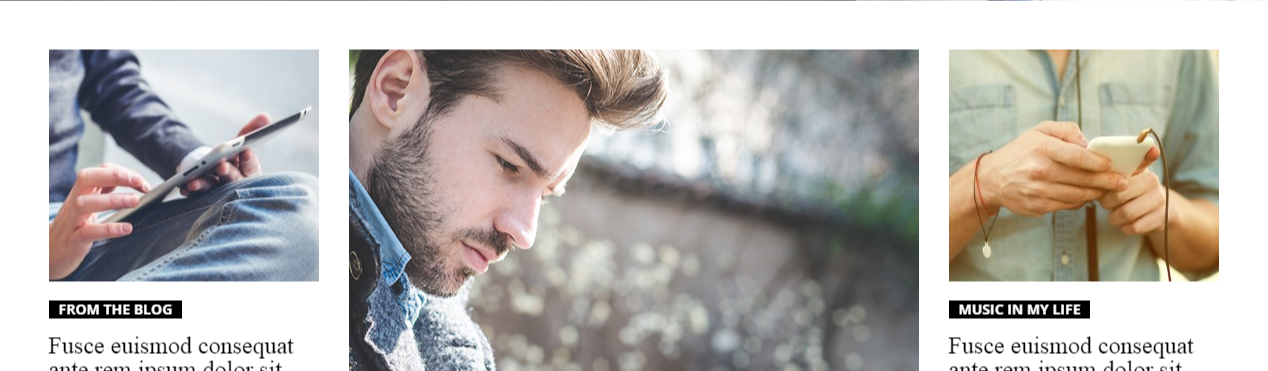 FROM THE BLOG
Fusce euismod consequat
ante rem ipsum dolor sit
MUSIC IN MY LIFE
Fusce euismod consequat
ante rem ipsum dolor sit